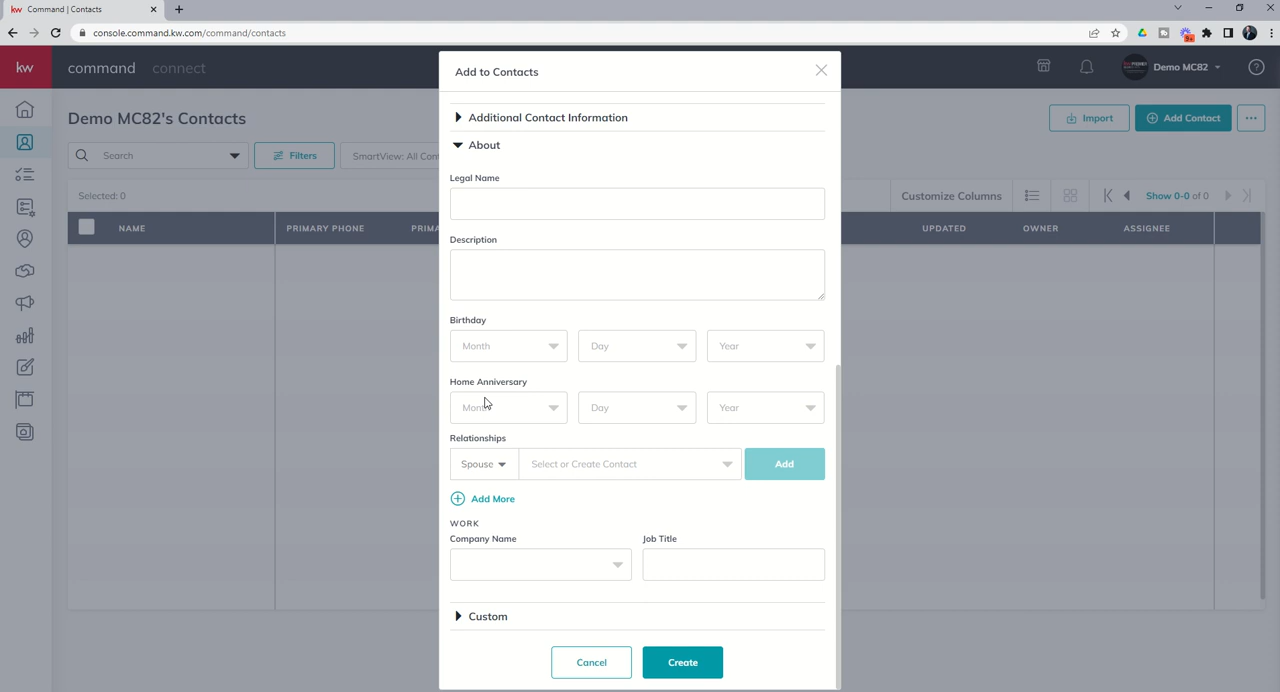 kw Command | Contacts
console.command.kw.com/command/contacts
9+
kw command connect
Demo MC82
Add to Contacts
Demo MC82's Contacts
Import
Add Contact
Search
Filters
SmartView: All Con
Selected: 0
Customize Columns
Show 0-0 of 0
NAME
PRIMARY PHONE
PRIMA
UPDATED
OWNER
ASSIGNEE
Additional Contact Information
About
Legal Name
Description
Birthday
Month Day Year
Home Anniversary
Month Day Year
Relationships
Spouse Select or Create Contact Add
Add More
WORK
Company Name Job Title
Custom
Cancel Create